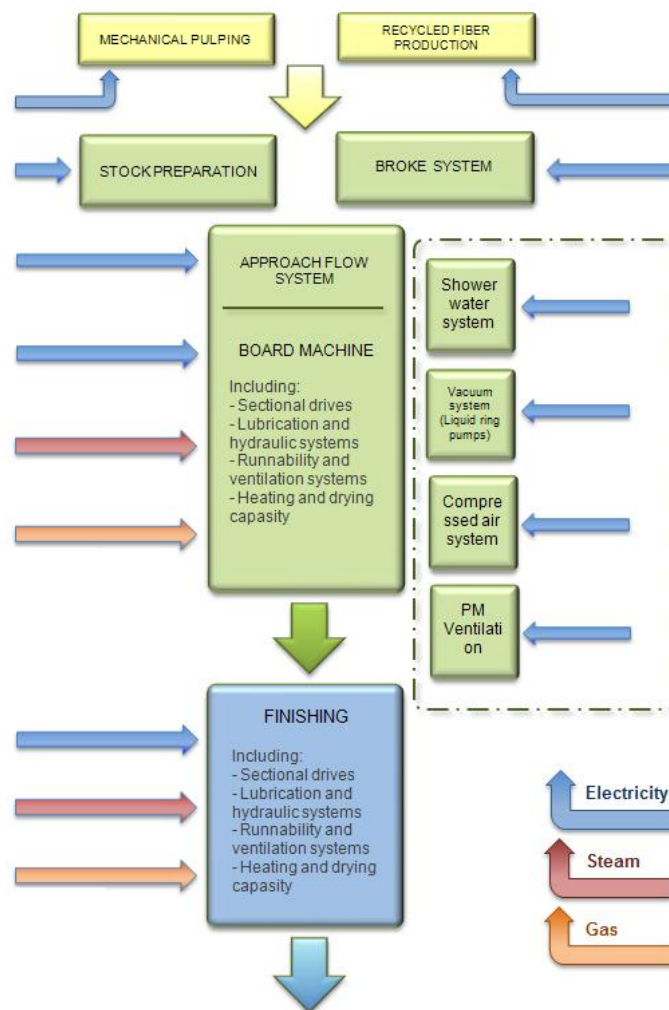 MECHANICAL PULPING
RECYCLED FIBER
PRODUCTION
STOCK PREPARATION
BROKE SYSTEM
APPROACH FLOW
SYSTEM
BOARD MACHINE
Including:
- Sectional drives
- Lubrication and
hydraulic systems
- Runnability and
ventilation systems
- Heating and drying
capasity
Shower
water
system
Vacuum
system
(Liquid ring
pumps)
Compre
ssed air
system
PM
Ventilati
on
FINISHING
Including:
- Sectional drives
- Lubrication and
hydraulic systems
- Runnability and
ventilation systems
- Heating and drying
capasity
Electricity
Steam
Gas